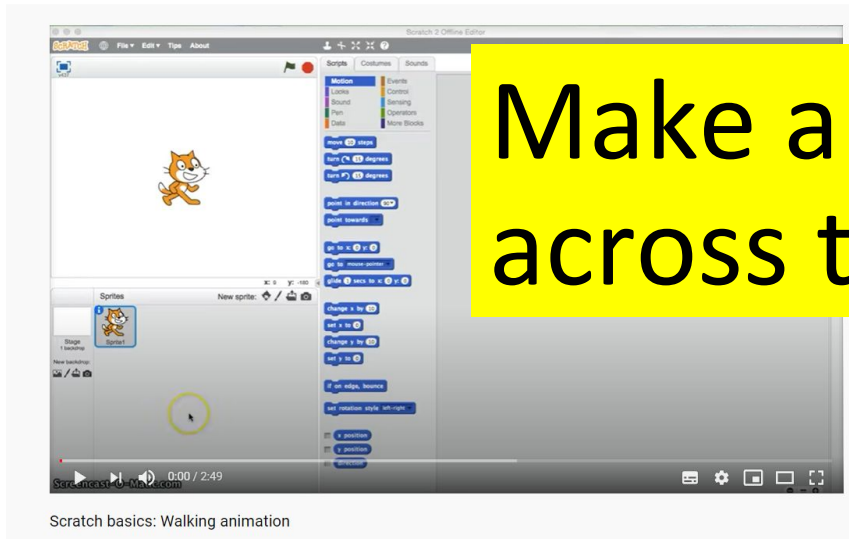 Scratch 2 Offline Editor
SCRATCH File▾ Edit▾ Tips About
Scripts Costumes Sounds
Motion Events
Looks Control
Sound Sensing
Pen Operators
Data More Blocks
move 10 steps
turn 15 degrees
turn 15 degrees
point in direction 90▾
point towards
go to x: 0 y: 0
go to mouse-pointer
glide 1 secs to x: 0 y: 0
change x by 10
set x to 0
change y by 10
set y to 0
if on edge, bounce
set rotation style left-right
x position
y position
direction
Make a
across t
x: 0 y: -180
Sprites New sprite:
Stage
1 backdrop
Sprite1
New backdrop:
0:00 / 2:49
Screencast-O-Matic.com
Scratch basics: Walking animation